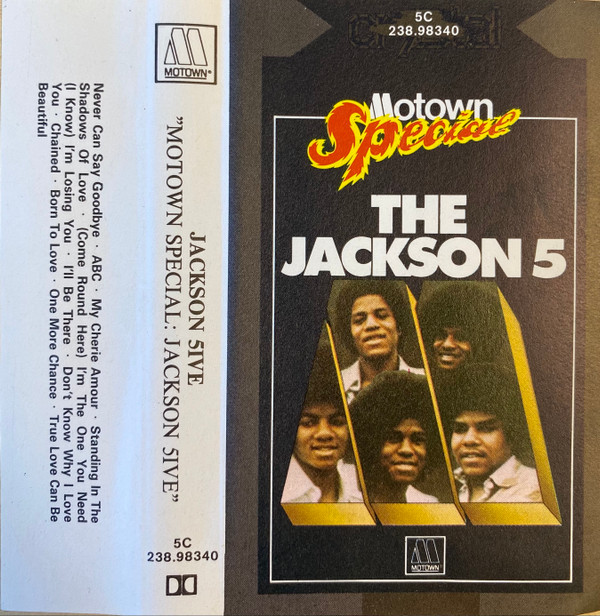 Never Can Say Goodbye · ABC · My Cherie Amour · Standing In The
Shadows Of Love · (Come Round Here) I'm The One You Need
(I Know) I'm Losing You · I'll Be There · Don't Know Why I Love
You · Chained · Born To Love · One More Chance · True Love Can Be
Beautiful
MOTOWN®
JACKSON 5IVE
"MOTOWN SPECIAL: JACKSON 5IVE"
5C
238.98340
5C
crystal
238.98340
Motown
Special
THE
JACKSON 5
MOTOWN®